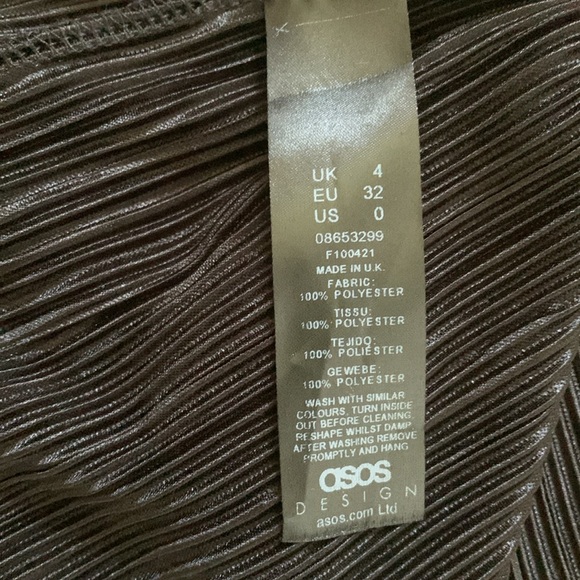 UK 4
EU 32
US 0
08653299
F100421
MADE IN U.K.
FABRIC:
100% POLYESTER
TISSU:
100% POLYESTER
TEJIDO:
100% POLIÉSTER
GEWEBE:
100% POLYESTER
WASH WITH SIMILAR
COLOURS. TURN INSIDE
OUT BEFORE CLEANING.
RESHAPE WHILST DAMP.
AFTER WASHING REMOVE
PROMPTLY AND HANG
asos
DESIGN
asos.com Ltd